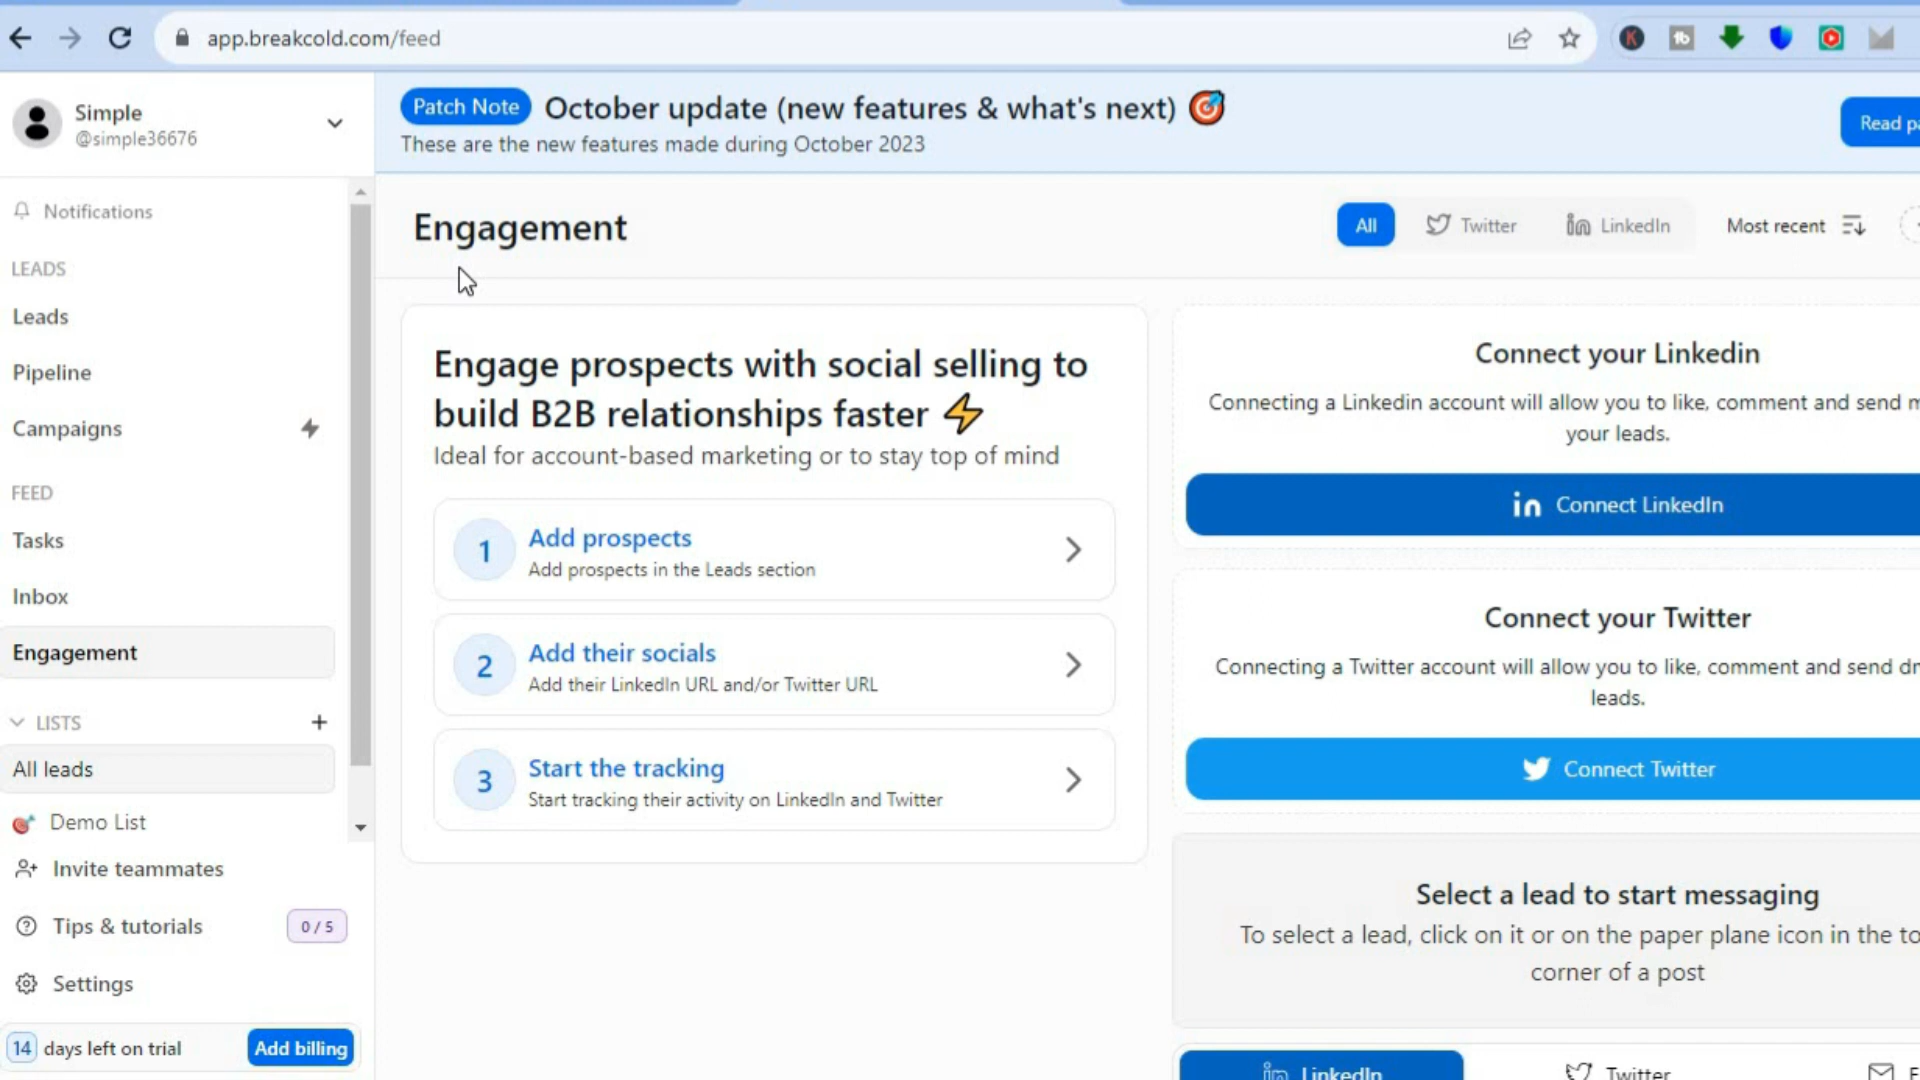 app.breakcold.com/feed
Simple
@simple36676
Notifications
LEADS
Leads
Pipeline
Campaigns
FEED
Tasks
Inbox
Engagement
LISTS
All leads
Demo List
Invite teammates
Tips & tutorials 0 / 5
Settings
14 days left on trial Add billing
Patch Note October update (new features & what's next)
These are the new features made during October 2023
Read
Engagement
All Twitter LinkedIn Most recent
Engage prospects with social selling to
build B2B relationships faster
Ideal for account-based marketing or to stay top of mind
1 Add prospects
Add prospects in the Leads section
2 Add their socials
Add their LinkedIn URL and/or Twitter URL
3 Start the tracking
Start tracking their activity on LinkedIn and Twitter
Connect your Linkedin
Connecting a Linkedin account will allow you to like, comment and send
your leads.
in Connect LinkedIn
Connect your Twitter
Connecting a Twitter account will allow you to like, comment and send
leads.
Connect Twitter
Select a lead to start messaging
To select a lead, click on it or on the paper plane icon in the
corner of a post
LinkedIn Twitter